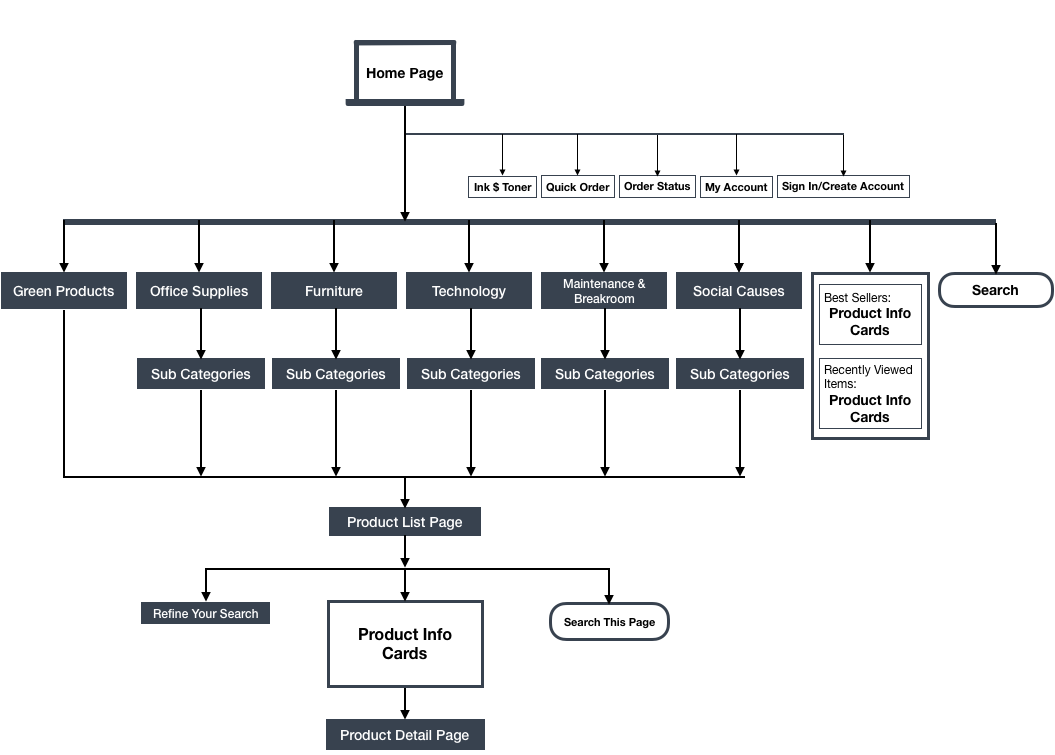 Home Page
Ink $ Toner
Quick Order
Order Status
My Account
Sign In/Create Account
Green Products
Office Supplies
Furniture
Technology
Maintenance &
Breakroom
Social Causes
Best Sellers:
Product Info
Cards
Recently Viewed
Items:
Product Info
Cards
Search
Sub Categories
Sub Categories
Sub Categories
Sub Categories
Sub Categories
Product List Page
Refine Your Search
Product Info
Cards
Search This Page
Product Detail Page